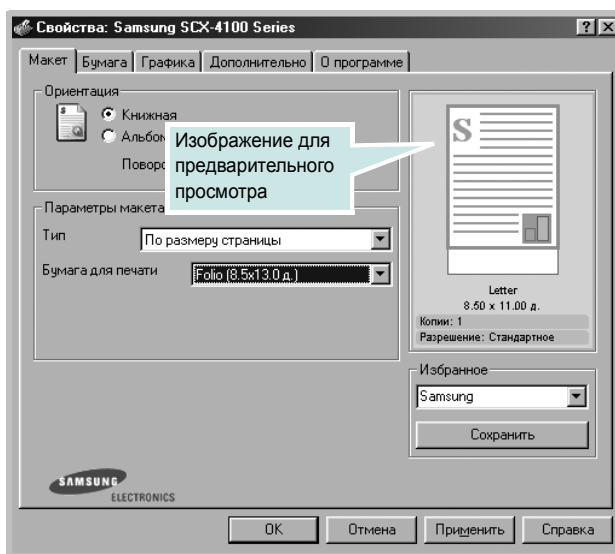 Свойства: Samsung SCX-4100 Series
Макет Бумага Графика Дополнительно О программе
Ориентация
Книжная
Изображение для
предварительного
просмотра
Параметры макета
Тип
По размеру страницы
Бумага для печати
Folio (8.5x13.0 д.)
S
Letter
8.50 x 11.00 д.
Копии: 1
Разрешение: Стандартное
Избранное
Samsung
Сохранить
SAMSUNG
ELECTRONICS
OK Отмена Применить Справка